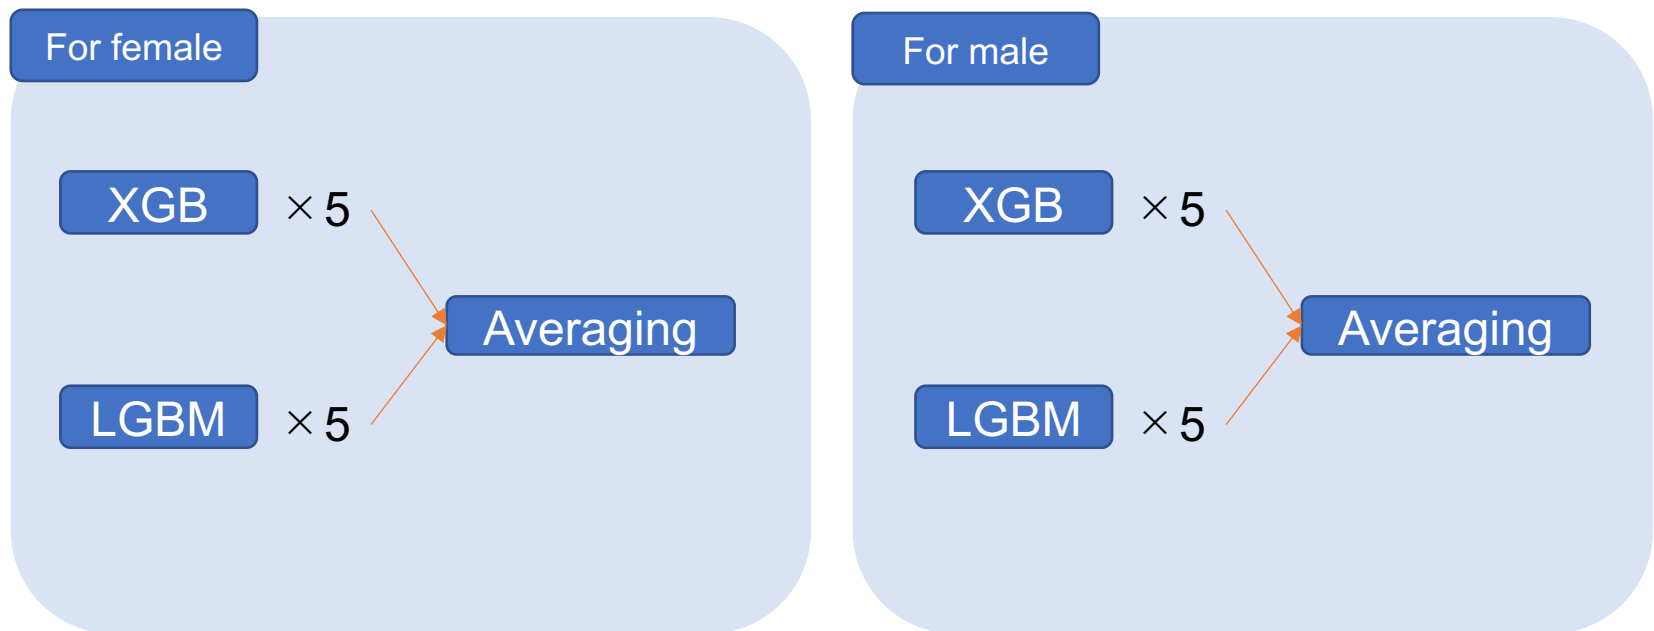 For female
XGB × 5
Averaging
LGBM × 5
For male
XGB × 5
Averaging
LGBM × 5